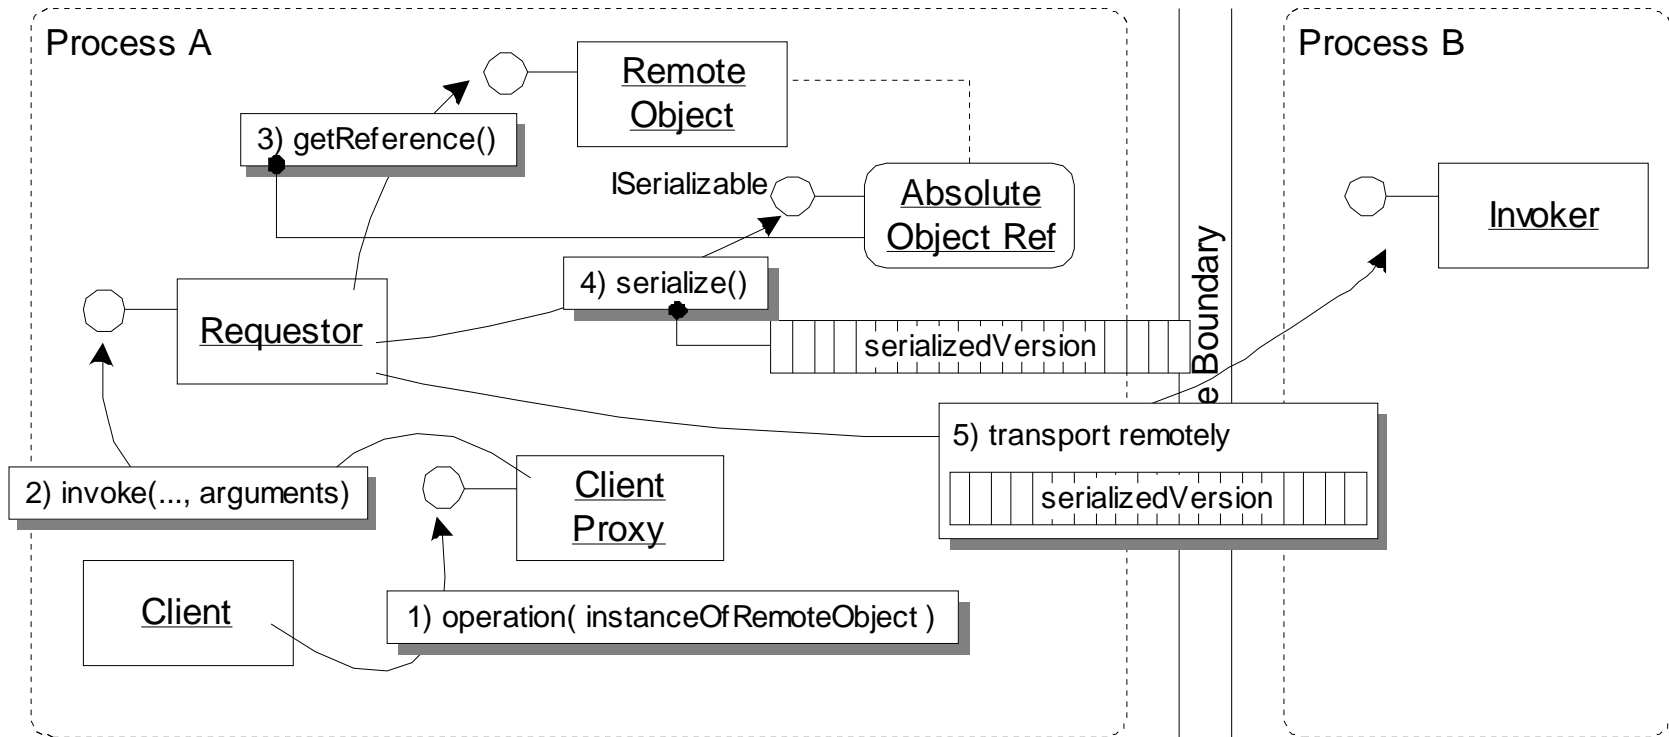 Process A
Process B
Remote
Object
3) getReference()
ISerializable
Absolute
Object Ref
Invoker
4) serialize()
Requestor
serializedVersion
e Boundary
5) transport remotely
serializedVersion
2) invoke(..., arguments)
Client
Proxy
Client
1) operation( instanceOfRemoteObject )